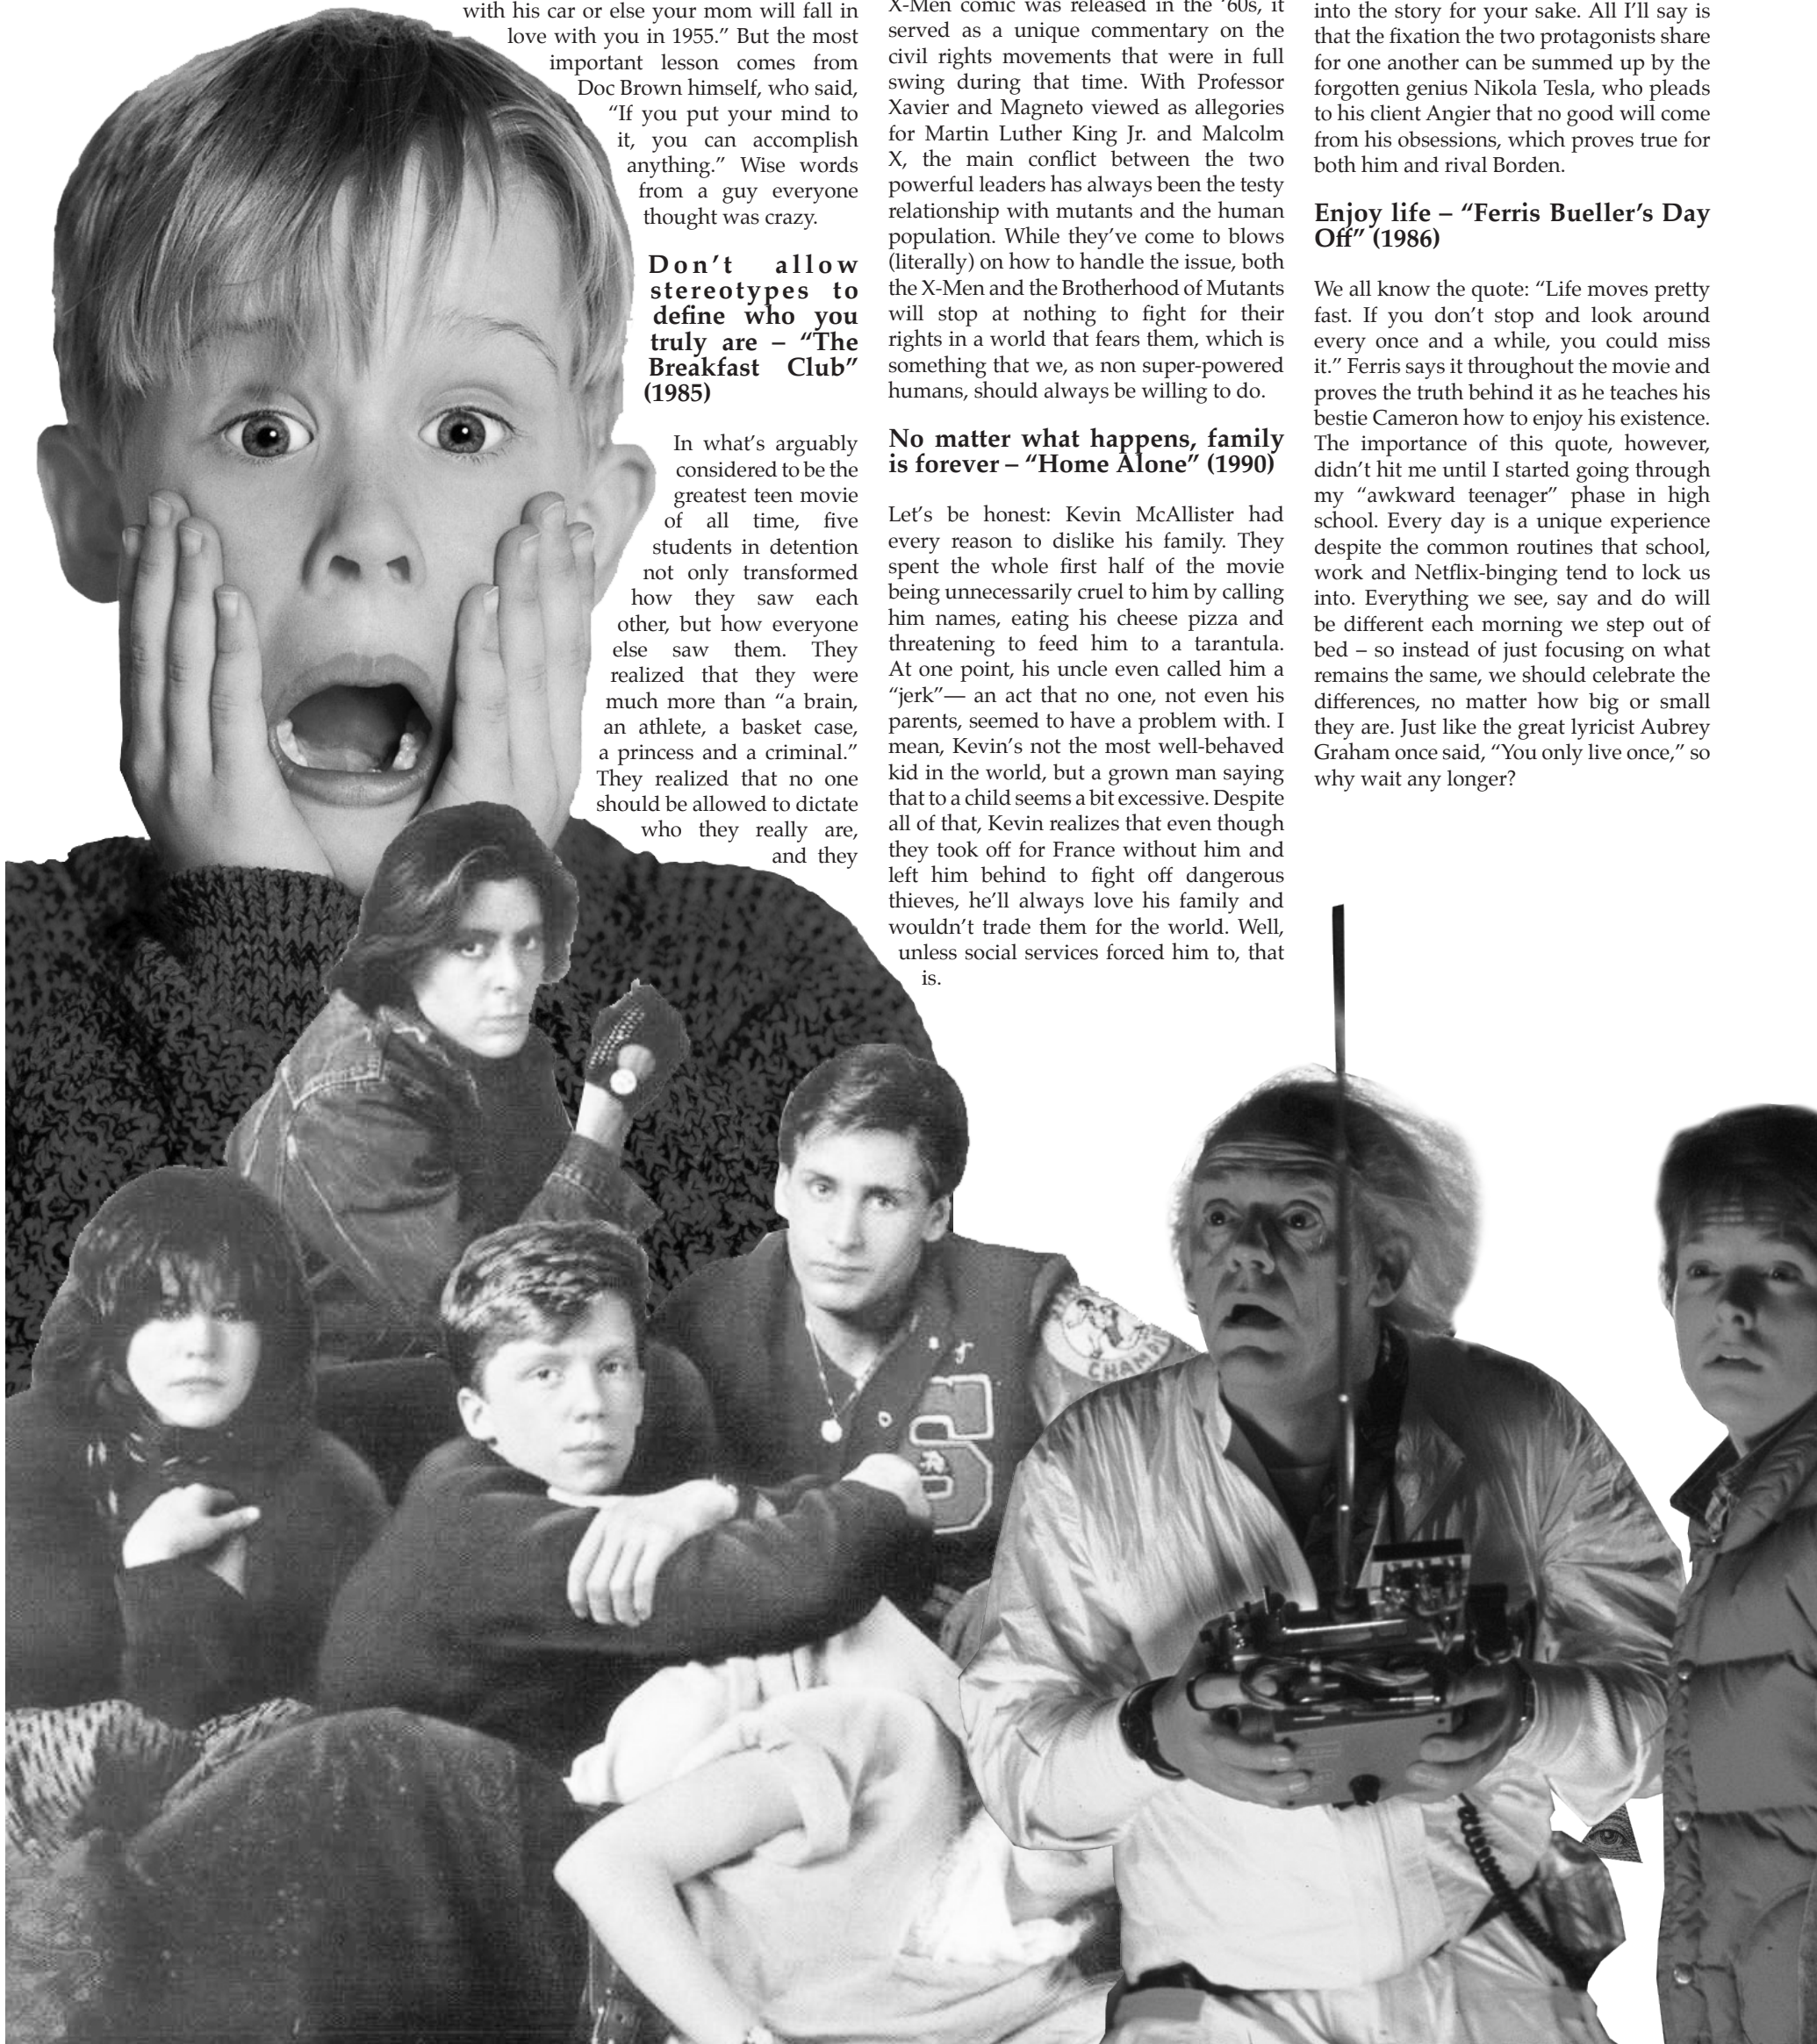 with his car or else your mom will fall in
love with you in 1955.” But the most
important lesson comes from
Doc Brown himself, who said,
“If you put your mind to
it, you can accomplish
anything.” Wise words
from a guy everyone
thought was crazy.
Don’t allow
stereotypes to
define who you
truly are – “The
Breakfast Club”
(1985)
In what’s arguably
considered to be the
greatest teen movie
of all time, five
students in detention
not only transformed
how they saw each
other, but how everyone
else saw them. They
realized that they were
much more than “a brain,
an athlete, a basket case,
a princess and a criminal.”
They realized that no one
should be allowed to dictate
who they really are,
and they
X-Men comic was released in the ‘60s, it
served as a unique commentary on the
civil rights movements that were in full
swing during that time. With Professor
Xavier and Magneto viewed as allegories
for Martin Luther King Jr. and Malcolm
X, the main conflict between the two
powerful leaders has always been the testy
relationship with mutants and the human
population. While they’ve come to blows
(literally) on how to handle the issue, both
the X-Men and the Brotherhood of Mutants
will stop at nothing to fight for their
rights in a world that fears them, which is
something that we, as non super-powered
humans, should always be willing to do.
No matter what happens, family
is forever – “Home Alone” (1990)
Let’s be honest: Kevin McAllister had
every reason to dislike his family. They
spent the whole first half of the movie
being unnecessarily cruel to him by calling
him names, eating his cheese pizza and
threatening to feed him to a tarantula.
At one point, his uncle even called him a
“jerk”— an act that no one, not even his
parents, seemed to have a problem with. I
mean, Kevin’s not the most well-behaved
kid in the world, but a grown man saying
that to a child seems a bit excessive. Despite
all of that, Kevin realizes that even though
they took off for France without him and
left him behind to fight off dangerous
thieves, he’ll always love his family and
wouldn’t trade them for the world. Well,
unless social services forced him to, that
is.
into the story for your sake. All I’ll say is
that the fixation the two protagonists share
for one another can be summed up by the
forgotten genius Nikola Tesla, who pleads
to his client Angier that no good will come
from his obsessions, which proves true for
both him and rival Borden.
Enjoy life – “Ferris Bueller’s Day
Off” (1986)
We all know the quote: “Life moves pretty
fast. If you don’t stop and look around
every once and a while, you could miss
it.” Ferris says it throughout the movie and
proves the truth behind it as he teaches his
bestie Cameron how to enjoy his existence.
The importance of this quote, however,
didn’t hit me until I started going through
my “awkward teenager” phase in high
school. Every day is a unique experience
despite the common routines that school,
work and Netflix-binging tend to lock us
into. Everything we see, say and do will
be different each morning we step out of
bed – so instead of just focusing on what
remains the same, we should celebrate the
differences, no matter how big or small
they are. Just like the great lyricist Aubrey
Graham once said, “You only live once,” so
why wait any longer?
S